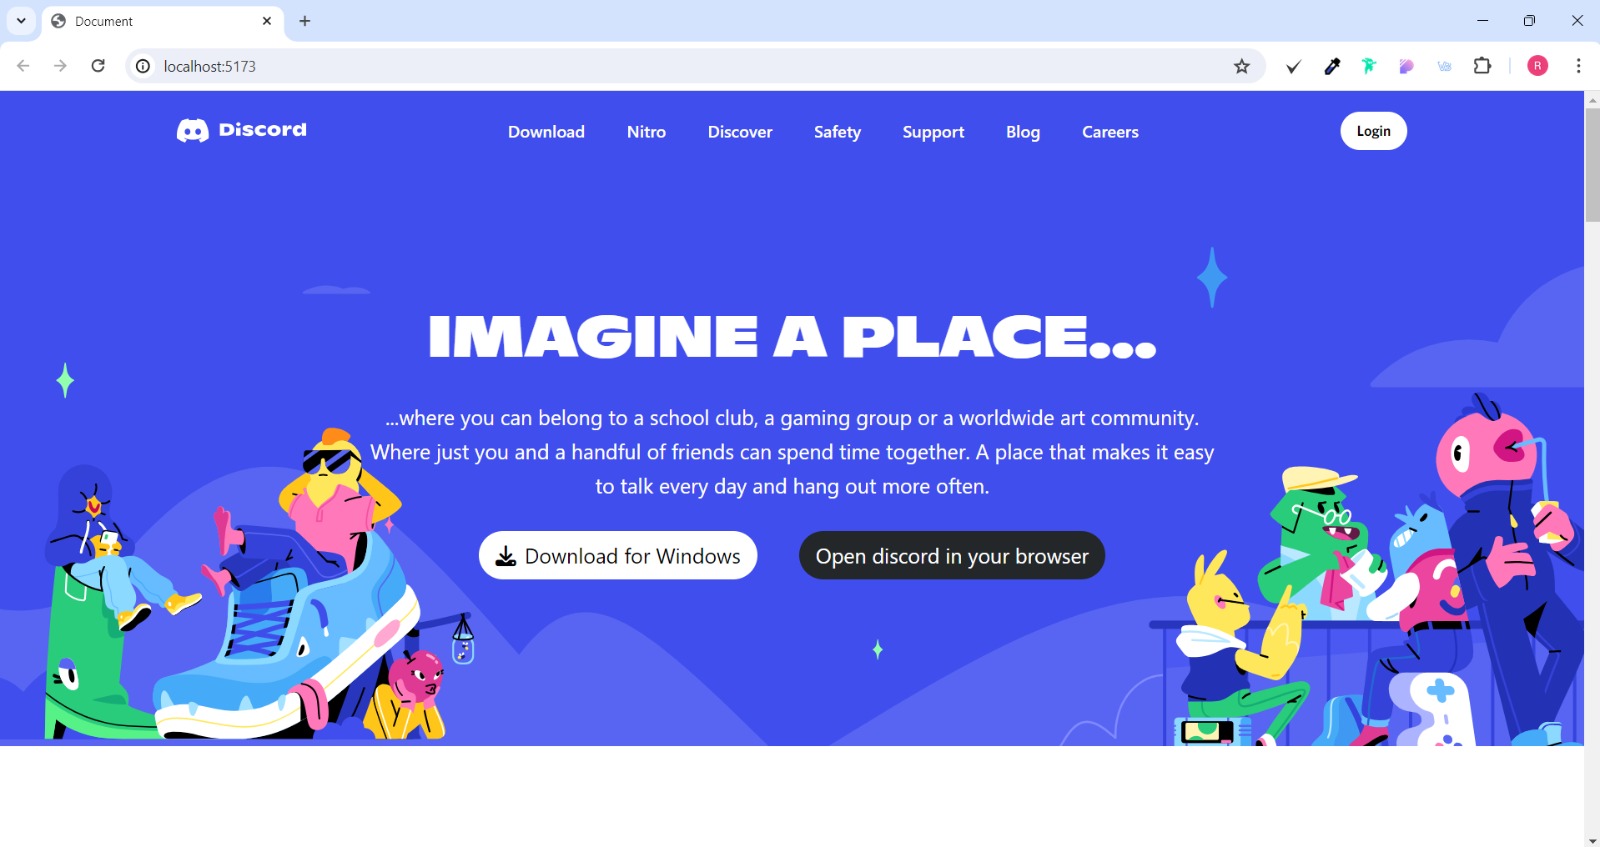 Document
localhost:5173
R
Discord
Download Nitro Discover Safety Support Blog Careers
Login
IMAGINE A PLACE...
...where you can belong to a school club, a gaming group or a worldwide art community.
Where just you and a handful of friends can spend time together. A place that makes it easy
to talk every day and hang out more often.
Download for Windows
Open discord in your browser